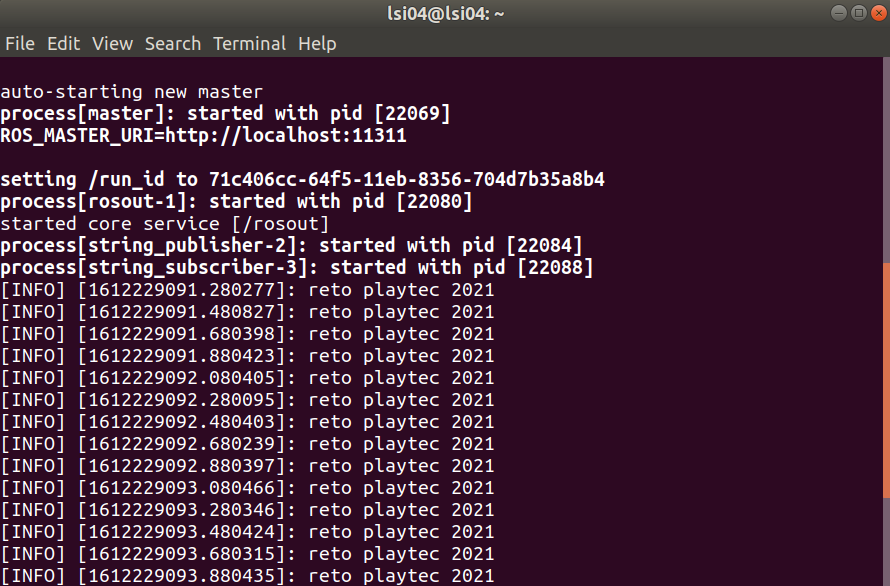 lsi04@lsi04: ~
File Edit View Search Terminal Help
auto-starting new master
process[master]: started with pid [22069]
ROS_MASTER_URI=http://localhost:11311
setting /run_id to 71c406cc-64f5-11eb-8356-704d7b35a8b4
process[rosout-1]: started with pid [22080]
started core service [/rosout]
process[string_publisher-2]: started with pid [22084]
process[string_subscriber-3]: started with pid [22088]
[INFO] [1612229091.280277]: reto playtec 2021
[INFO] [1612229091.480827]: reto playtec 2021
[INFO] [1612229091.680398]: reto playtec 2021
[INFO] [1612229091.880423]: reto playtec 2021
[INFO] [1612229092.080405]: reto playtec 2021
[INFO] [1612229092.280095]: reto playtec 2021
[INFO] [1612229092.480403]: reto playtec 2021
[INFO] [1612229092.680239]: reto playtec 2021
[INFO] [1612229092.880397]: reto playtec 2021
[INFO] [1612229093.080466]: reto playtec 2021
[INFO] [1612229093.280346]: reto playtec 2021
[INFO] [1612229093.480424]: reto playtec 2021
[INFO] [1612229093.680315]: reto playtec 2021
[INFO] [1612229093.880435]: reto playtec 2021